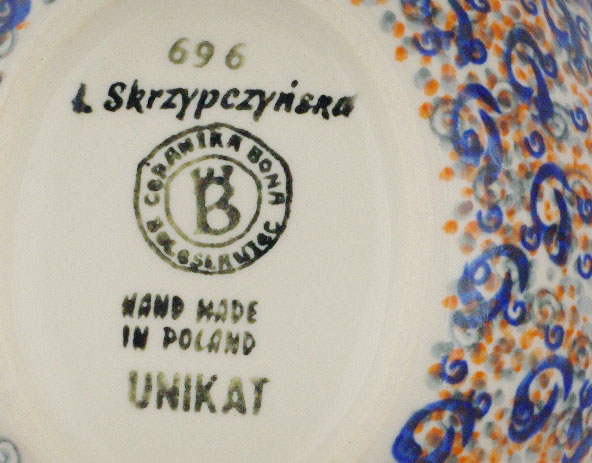 696
Ł Skrzypczyńska
CERAMIKA BONA
B
BOLESŁAWIEC
HAND MADE
IN POLAND
UNIKAT